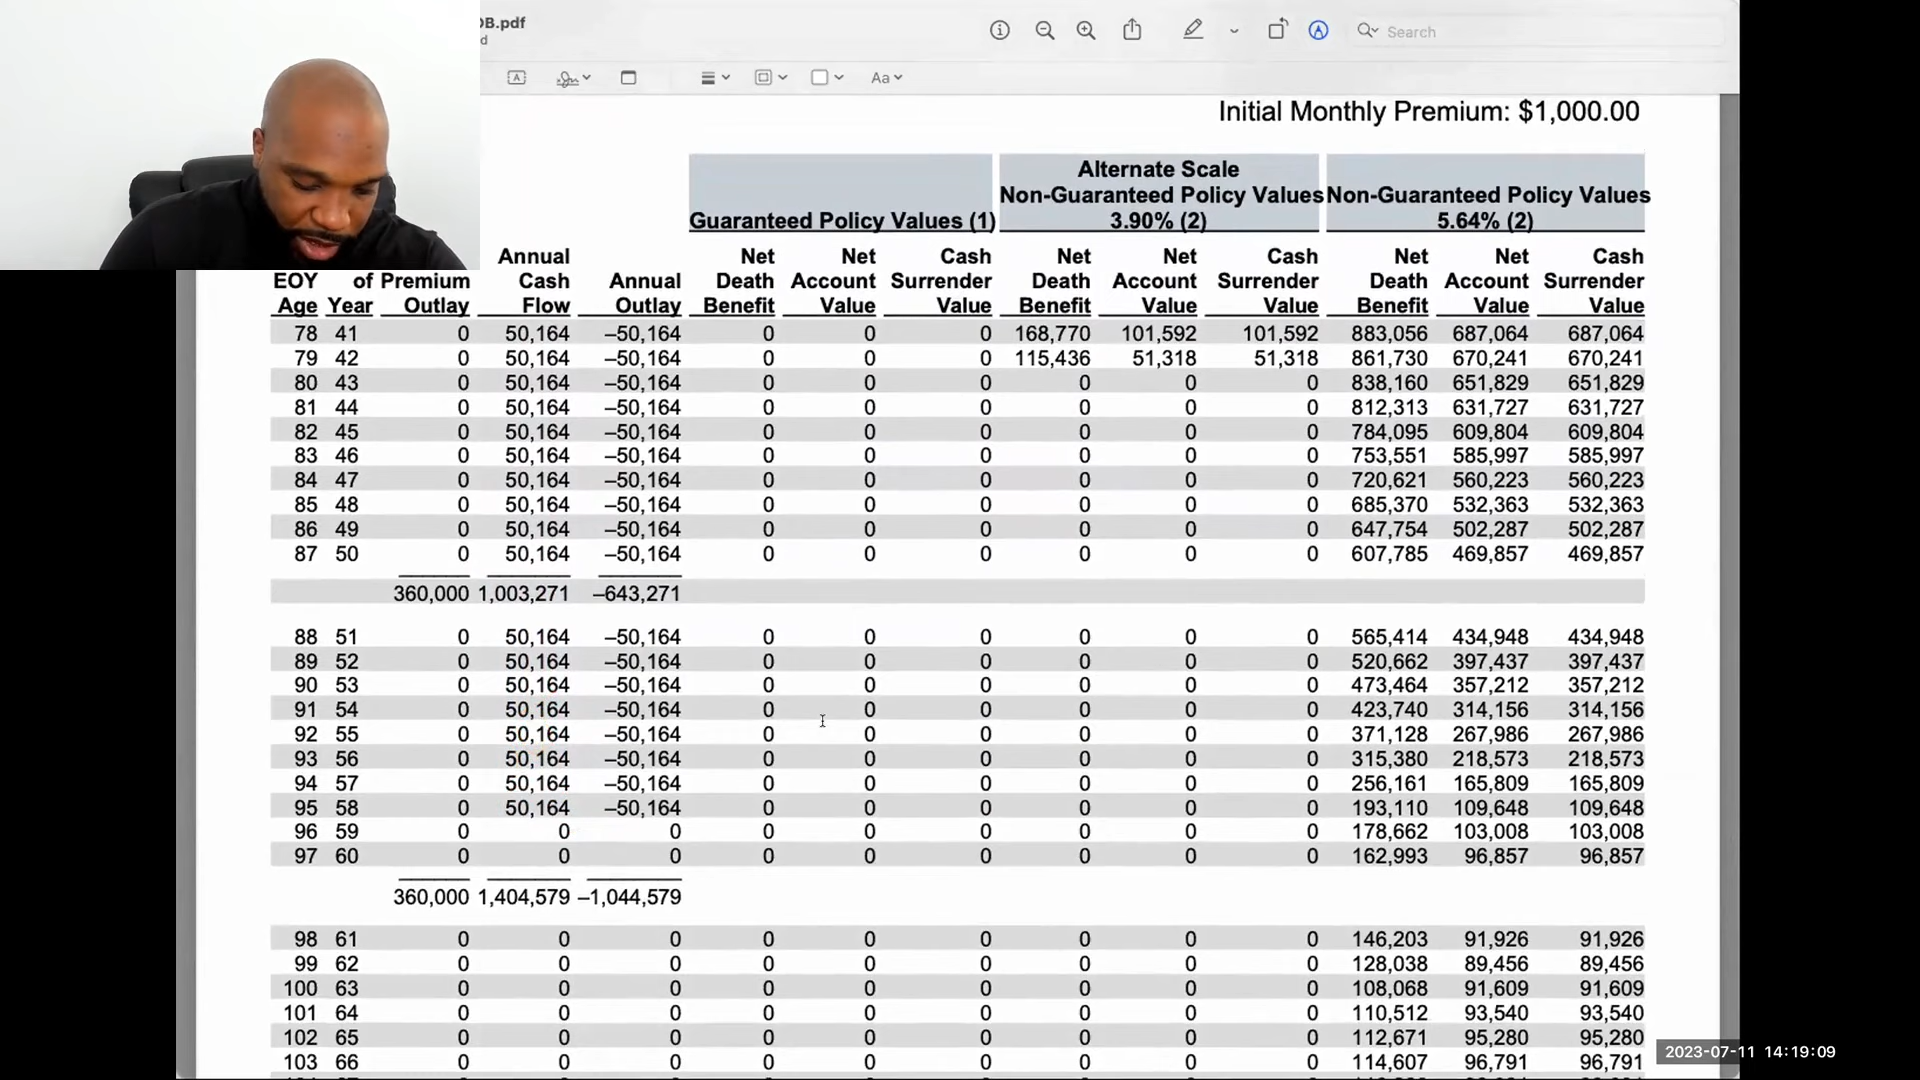 OB.pdf
d
Search
Aa
Initial Monthly Premium: $1,000.00
Guaranteed Policy Values (1)
Alternate Scale
Non-Guaranteed Policy Values
3.90% (2)
Non-Guaranteed Policy Values
5.64% (2)
EOY Age of Year Premium Outlay Annual Cash Flow Annual Outlay Net Death Benefit Net Account Value Cash Surrender Value Net Death Benefit Net Account Value Cash Surrender Value Net Death Benefit Net Account Value Cash Surrender Value
78 41 0 50,164 –50,164 0 0 0 168,770 101,592 101,592 883,056 687,064 687,064
79 42 0 50,164 –50,164 0 0 0 115,436 51,318 51,318 861,730 670,241 670,241
80 43 0 50,164 –50,164 0 0 0 0 0 0 838,160 651,829 651,829
81 44 0 50,164 –50,164 0 0 0 0 0 0 812,313 631,727 631,727
82 45 0 50,164 –50,164 0 0 0 0 0 0 784,095 609,804 609,804
83 46 0 50,164 –50,164 0 0 0 0 0 0 753,551 585,997 585,997
84 47 0 50,164 –50,164 0 0 0 0 0 0 720,621 560,223 560,223
85 48 0 50,164 –50,164 0 0 0 0 0 0 685,370 532,363 532,363
86 49 0 50,164 –50,164 0 0 0 0 0 0 647,754 502,287 502,287
87 50 0 50,164 –50,164 0 0 0 0 0 0 607,785 469,857 469,857
360,000 1,003,271 –643,271
88 51 0 50,164 –50,164 0 0 0 0 0 0 565,414 434,948 434,948
89 52 0 50,164 –50,164 0 0 0 0 0 0 520,662 397,437 397,437
90 53 0 50,164 –50,164 0 0 0 0 0 0 473,464 357,212 357,212
91 54 0 50,164 –50,164 0 0 0 0 0 0 423,740 314,156 314,156
92 55 0 50,164 –50,164 0 0 0 0 0 0 371,128 267,986 267,986
93 56 0 50,164 –50,164 0 0 0 0 0 0 315,380 218,573 218,573
94 57 0 50,164 –50,164 0 0 0 0 0 0 256,161 165,809 165,809
95 58 0 50,164 –50,164 0 0 0 0 0 0 193,110 109,648 109,648
96 59 0 0 0 0 0 0 0 0 0 178,662 103,008 103,008
97 60 0 0 0 0 0 0 0 0 0 162,993 96,857 96,857
360,000 1,404,579 –1,044,579
98 61 0 0 0 0 0 0 0 0 0 146,203 91,926 91,926
99 62 0 0 0 0 0 0 0 0 0 128,038 89,456 89,456
100 63 0 0 0 0 0 0 0 0 0 108,068 91,609 91,609
101 64 0 0 0 0 0 0 0 0 0 110,512 93,540 93,540
102 65 0 0 0 0 0 0 0 0 0 112,671 95,280 95,280
103 66 0 0 0 0 0 0 0 0 0 114,607 96,791 96,791
2023-07-11 14:19:09